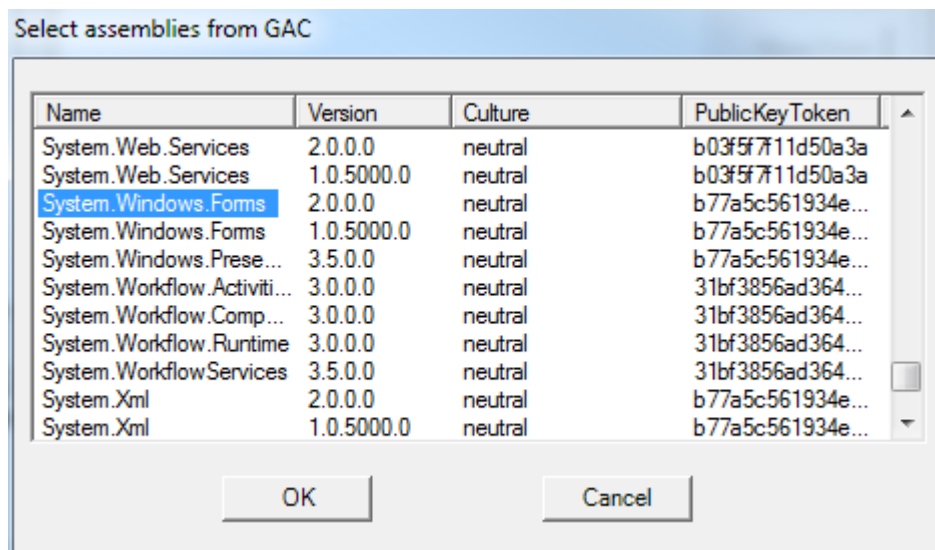 Select assemblies from GAC
Name Version Culture PublicKeyToken
System.Web.Services 2.0.0.0 neutral b03f5f7f11d50a3a
System.Web.Services 1.0.5000.0 neutral b03f5f7f11d50a3a
System.Windows.Forms 2.0.0.0 neutral b77a5c561934e...
System.Windows.Forms 1.0.5000.0 neutral b77a5c561934e...
System.Windows.Prese... 3.5.0.0 neutral b77a5c561934e...
System.Workflow.Activiti... 3.0.0.0 neutral 31bf3856ad364...
System.Workflow.Comp... 3.0.0.0 neutral 31bf3856ad364...
System.Workflow.Runtime 3.0.0.0 neutral 31bf3856ad364...
System.WorkflowServices 3.5.0.0 neutral 31bf3856ad364...
System.Xml 2.0.0.0 neutral b77a5c561934e...
System.Xml 1.0.5000.0 neutral b77a5c561934e...
OK Cancel